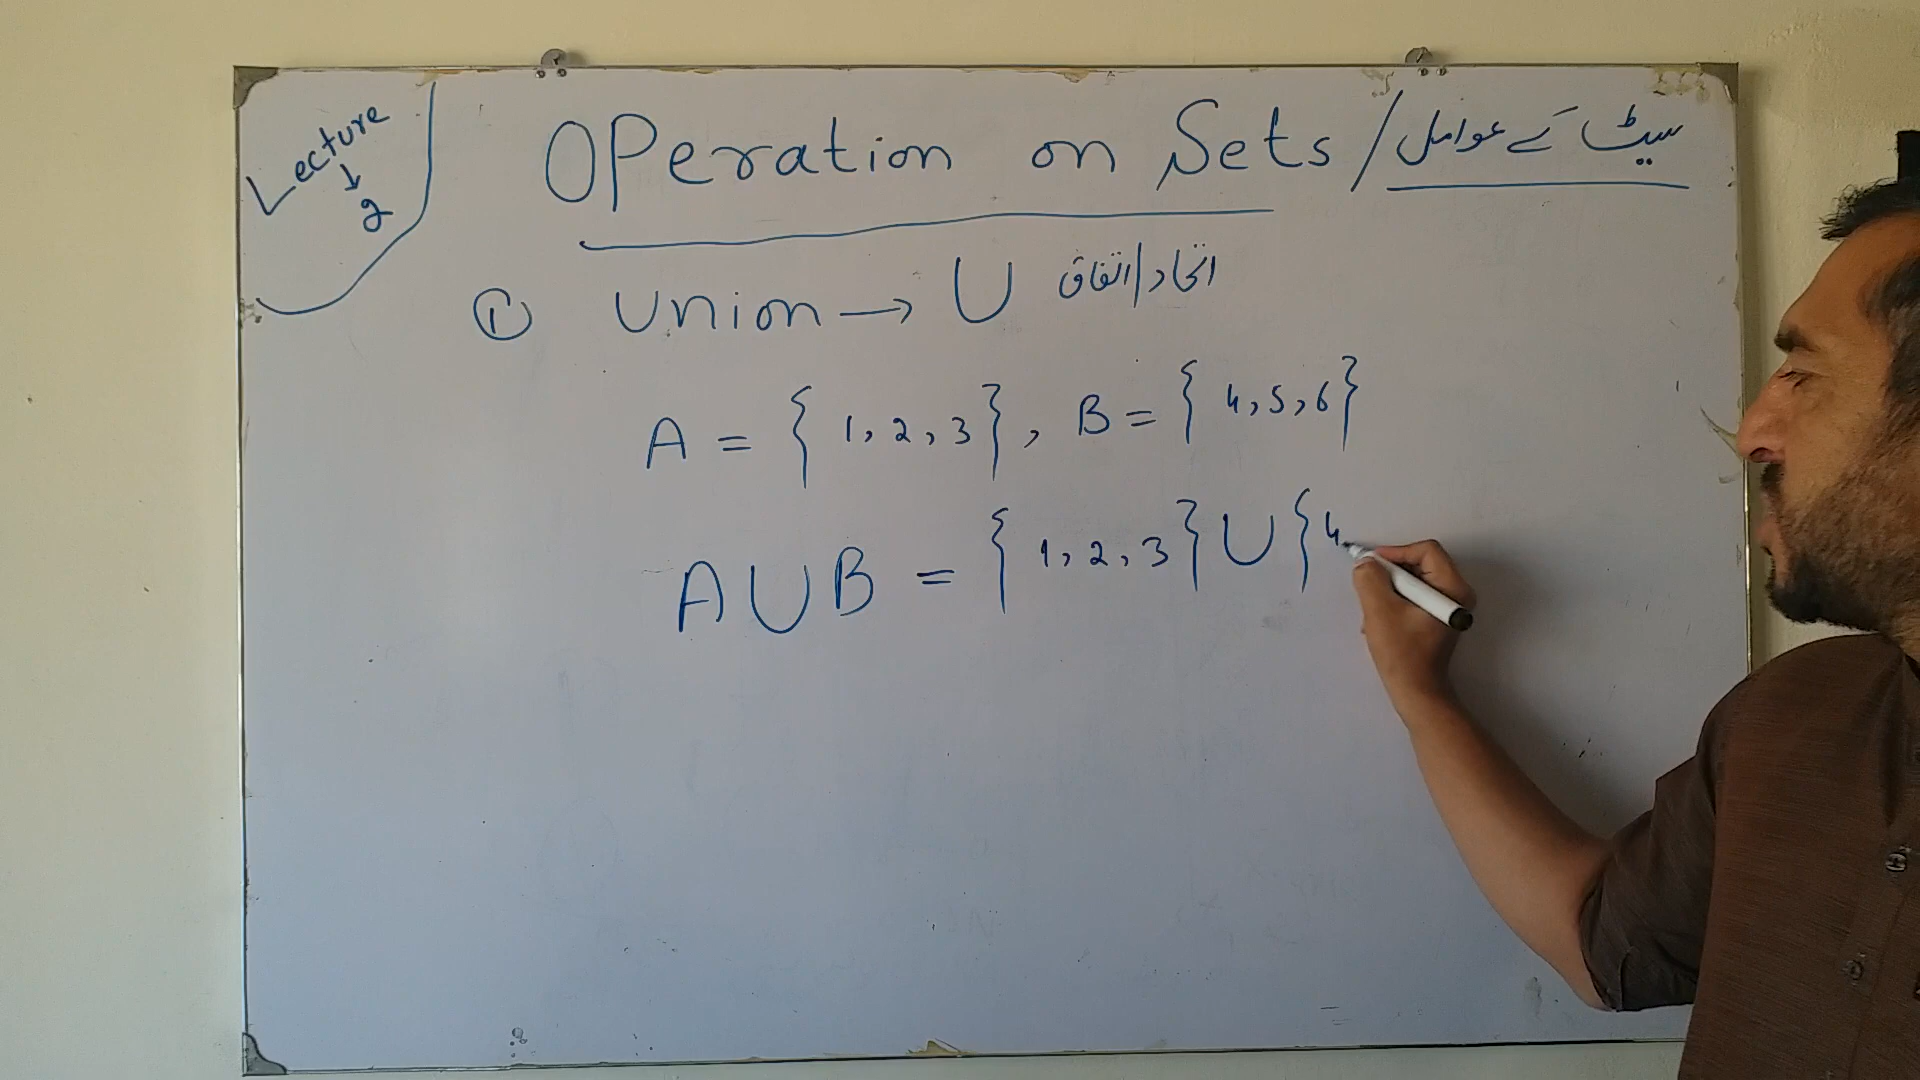 Lecture
↓
2
Operation on Sets / سیٹ کے عوامل
① Union → ∪ اتحاد/اتفاق
A = { 1, 2, 3 }, B = { 4, 5, 6 }
A ∪ B = { 1, 2, 3 } ∪ { 4,